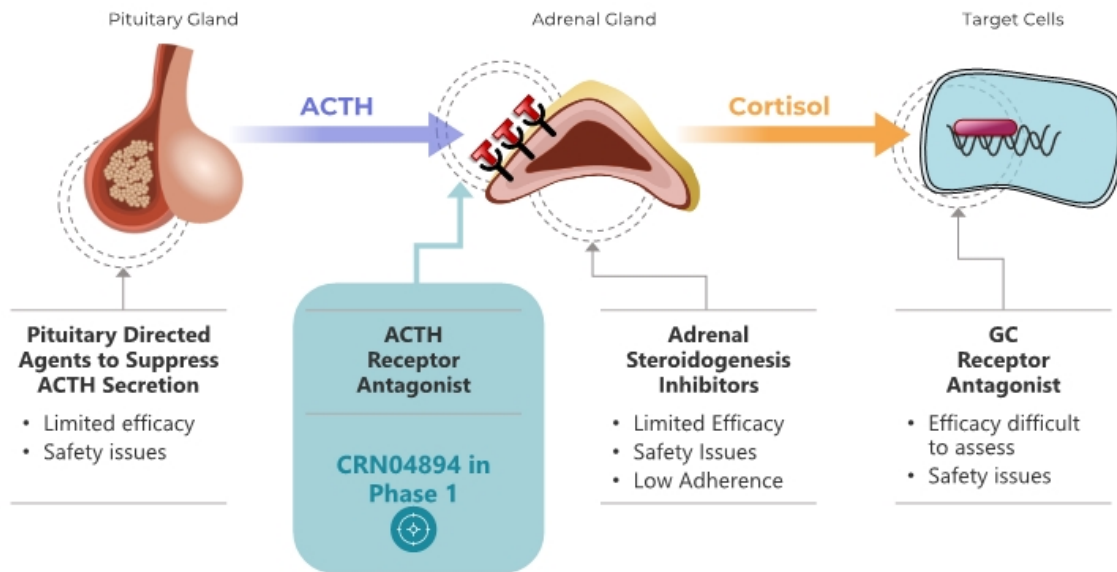 Pituitary Gland
Adrenal Gland
Target Cells
ACTH
Cortisol
Pituitary Directed
Agents to Suppress
ACTH Secretion
• Limited efficacy
• Safety issues
ACTH
Receptor
Antagonist
CRN04894 in
Phase 1
Adrenal
Steroidogenesis
Inhibitors
• Limited Efficacy
• Safety Issues
• Low Adherence
GC
Receptor
Antagonist
• Efficacy difficult
to assess
• Safety issues